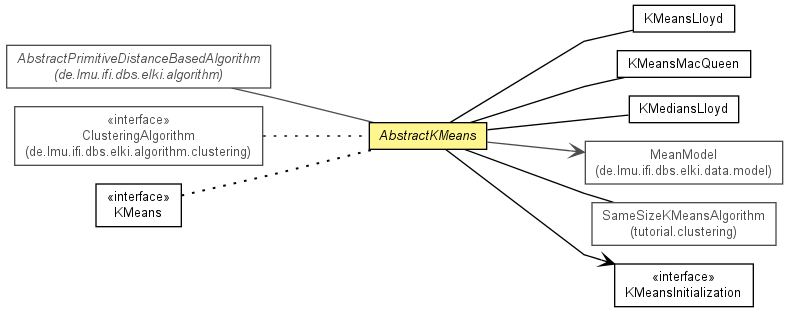 AbstractPrimitiveDistanceBasedAlgorithm
(de.lmu.ifi.dbs.elki.algorithm)
«interface»
ClusteringAlgorithm
(de.lmu.ifi.dbs.elki.algorithm.clustering)
«interface»
KMeans
AbstractKMeans
KMeansLloyd
KMeansMacQueen
KMediansLloyd
MeanModel
(de.lmu.ifi.dbs.elki.data.model)
SameSizeKMeansAlgorithm
(tutorial.clustering)
«interface»
KMeansInitialization